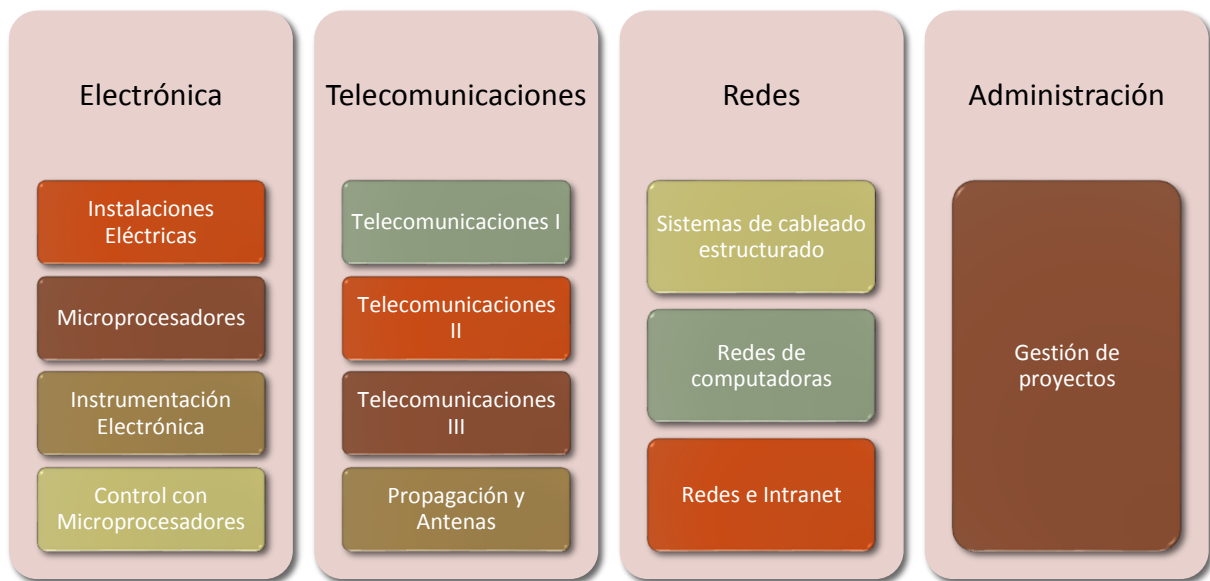 Electrónica
Instalaciones
Eléctricas
Microprocesadores
Instrumentación
Electrónica
Control con
Microprocesadores
Telecomunicaciones
Telecomunicaciones I
Telecomunicaciones
II
Telecomunicaciones
III
Propagación y
Antenas
Redes
Sistemas de cableado
estructurado
Redes de
computadoras
Redes e Intranet
Administración
Gestión de
proyectos